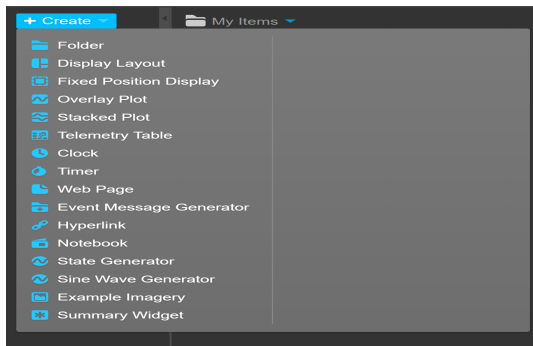 Create
My Items
Folder
Display Layout
Fixed Position Display
Overlay Plot
Stacked Plot
Telemetry Table
Clock
Timer
Web Page
Event Message Generator
Hyperlink
Notebook
State Generator
Sine Wave Generator
Example Imagery
Summary Widget